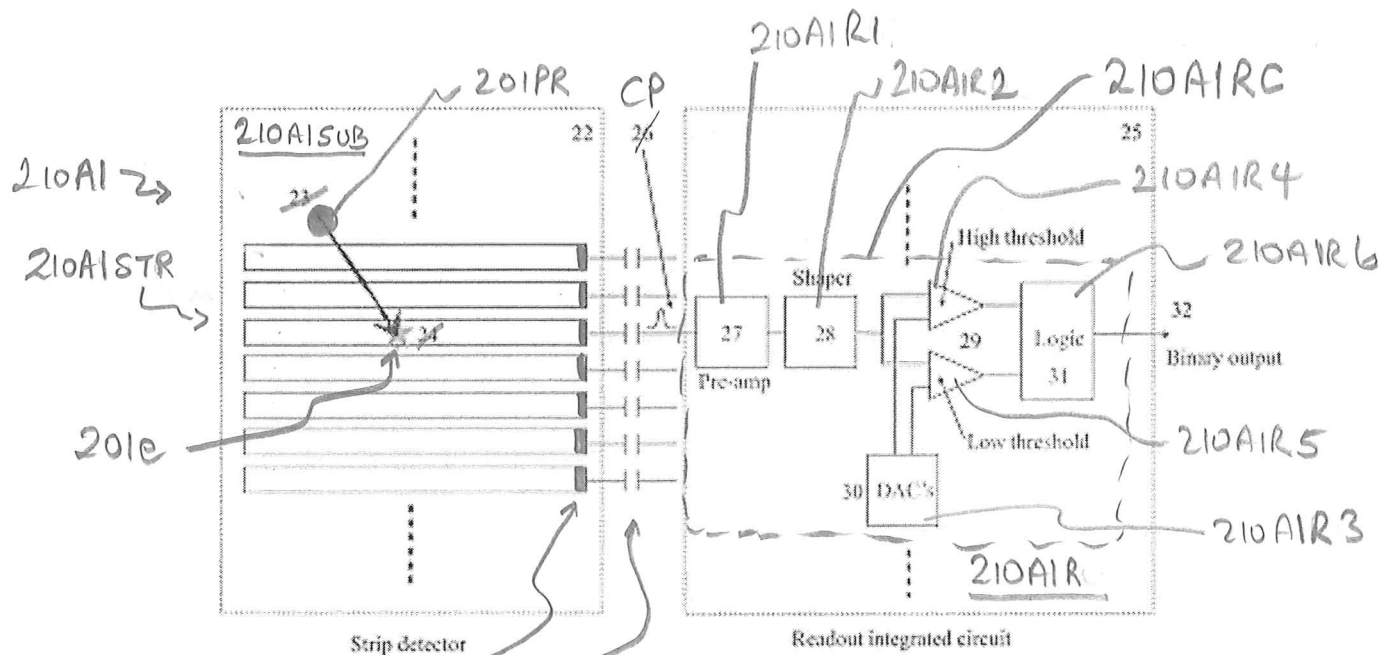 210A1R1
201PR
CP
210A1R2
210A1RC
210A1SUB
22
26
25
210A1
23
210A1R4
High threshold
210A1STR
210A1R6
Shaper
32
24
27
28
29
Logic
Binary output
Pre-amp
31
201e
Low threshold
210A1R5
30
DAC's
210A1R3
210A1R
Strip detector
Readout integrated circuit